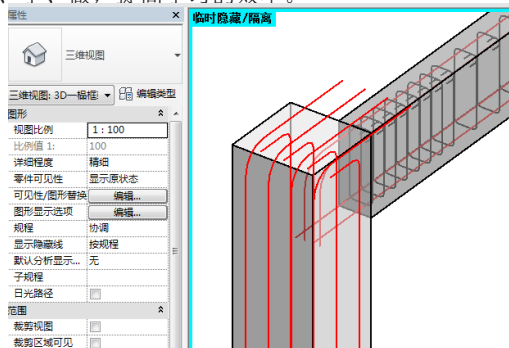 属性
临时隐藏/隔离
三维视图
三维视图: 3D—榀框
编辑类型
图形
视图比例 1 : 100
比例值 1: 100
详细程度 精细
零件可见性 显示原状态
可见性/图形替换 编辑...
图形显示选项 编辑...
规程 协调
显示隐藏线 按规程
默认分析显示... 无
子规程
日光路径
范围
裁剪视图
裁剪区域可见